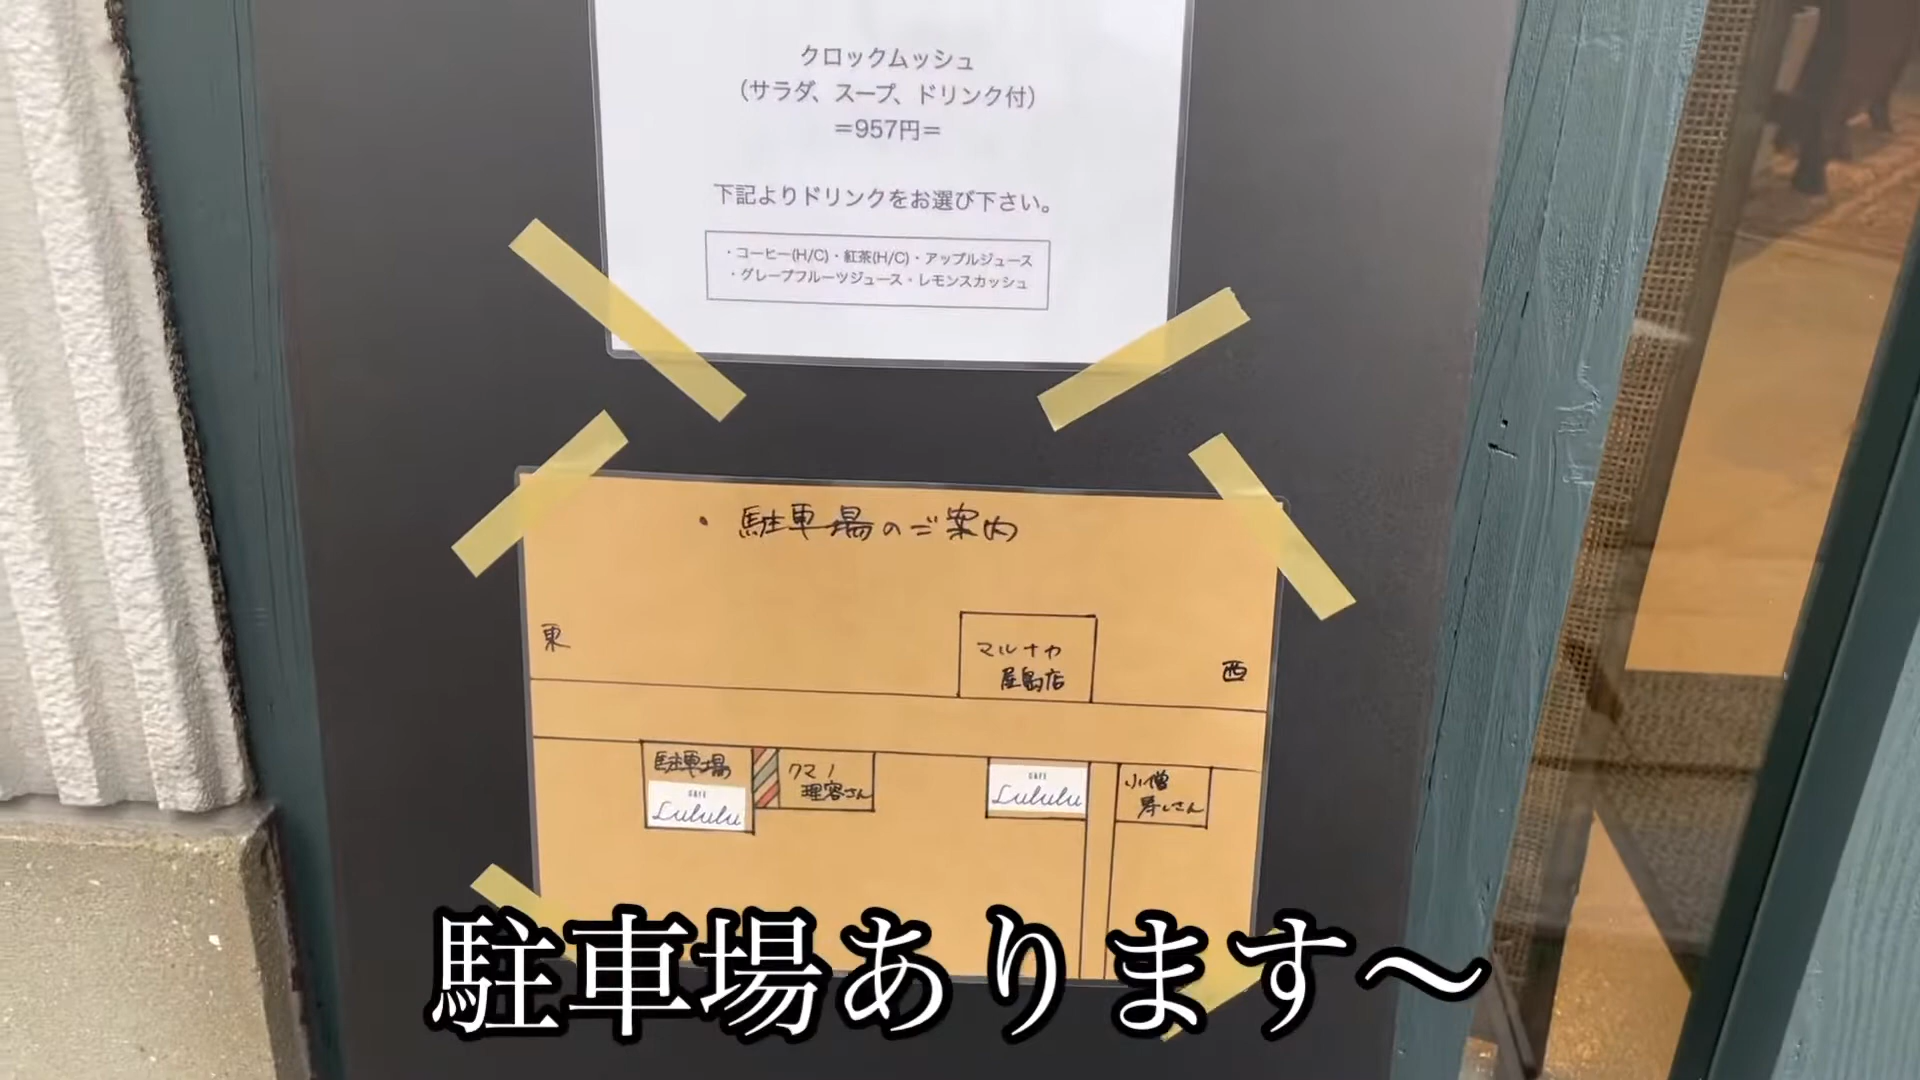 クロックムッシュ
（サラダ、スープ、ドリンク付）
＝957円＝
下記よりドリンクをお選び下さい。
・コーヒー(H/C)・紅茶(H/C)・アップルジュース
・グレープフルーツジュース・レモンスカッシュ
・駐車場のご案内
東
マルナカ
屋島店
西
駐車場
CAFE
Lululu
クマノ
理容さん
CAFE
Lululu
小僧
寿しさん
駐車場あります〜